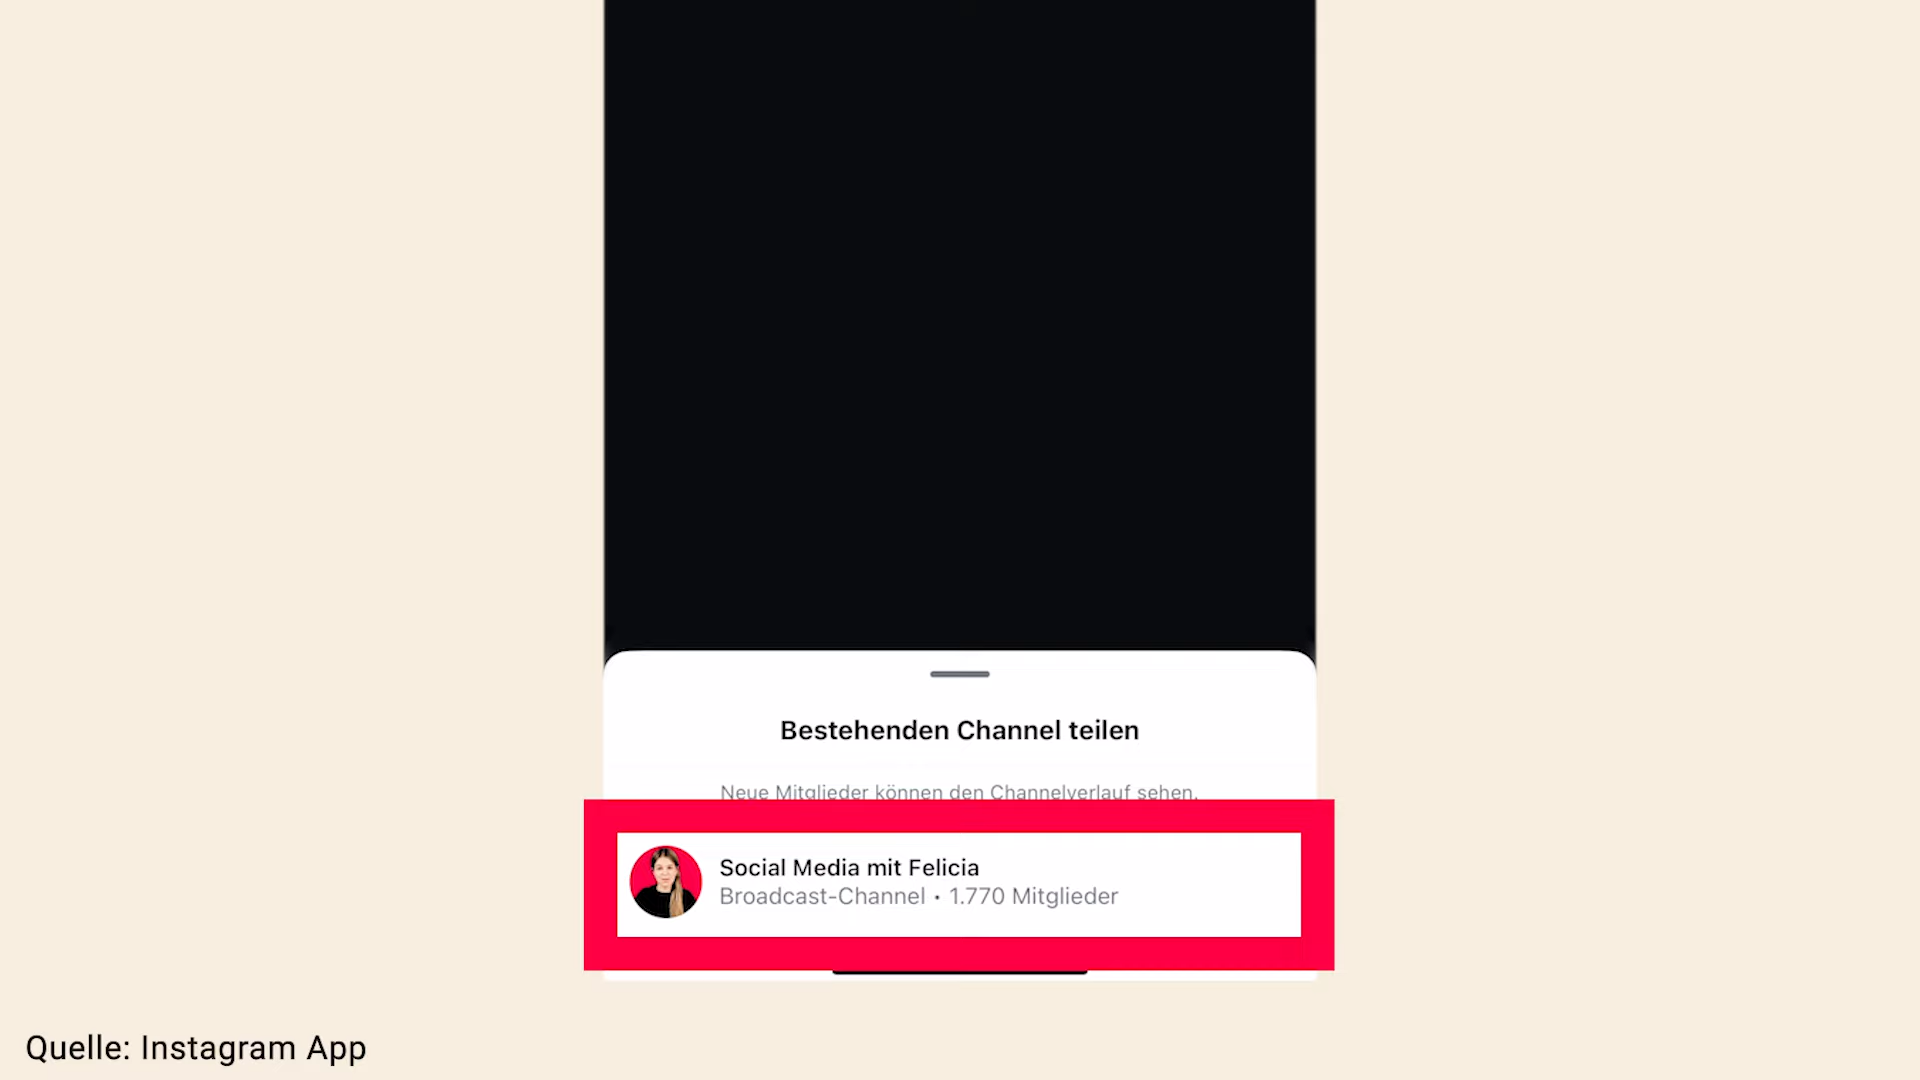 Bestehenden Channel teilen
Neue Mitglieder können den Channelverlauf sehen.
Social Media mit Felicia
Broadcast-Channel • 1.770 Mitglieder
Quelle: Instagram App